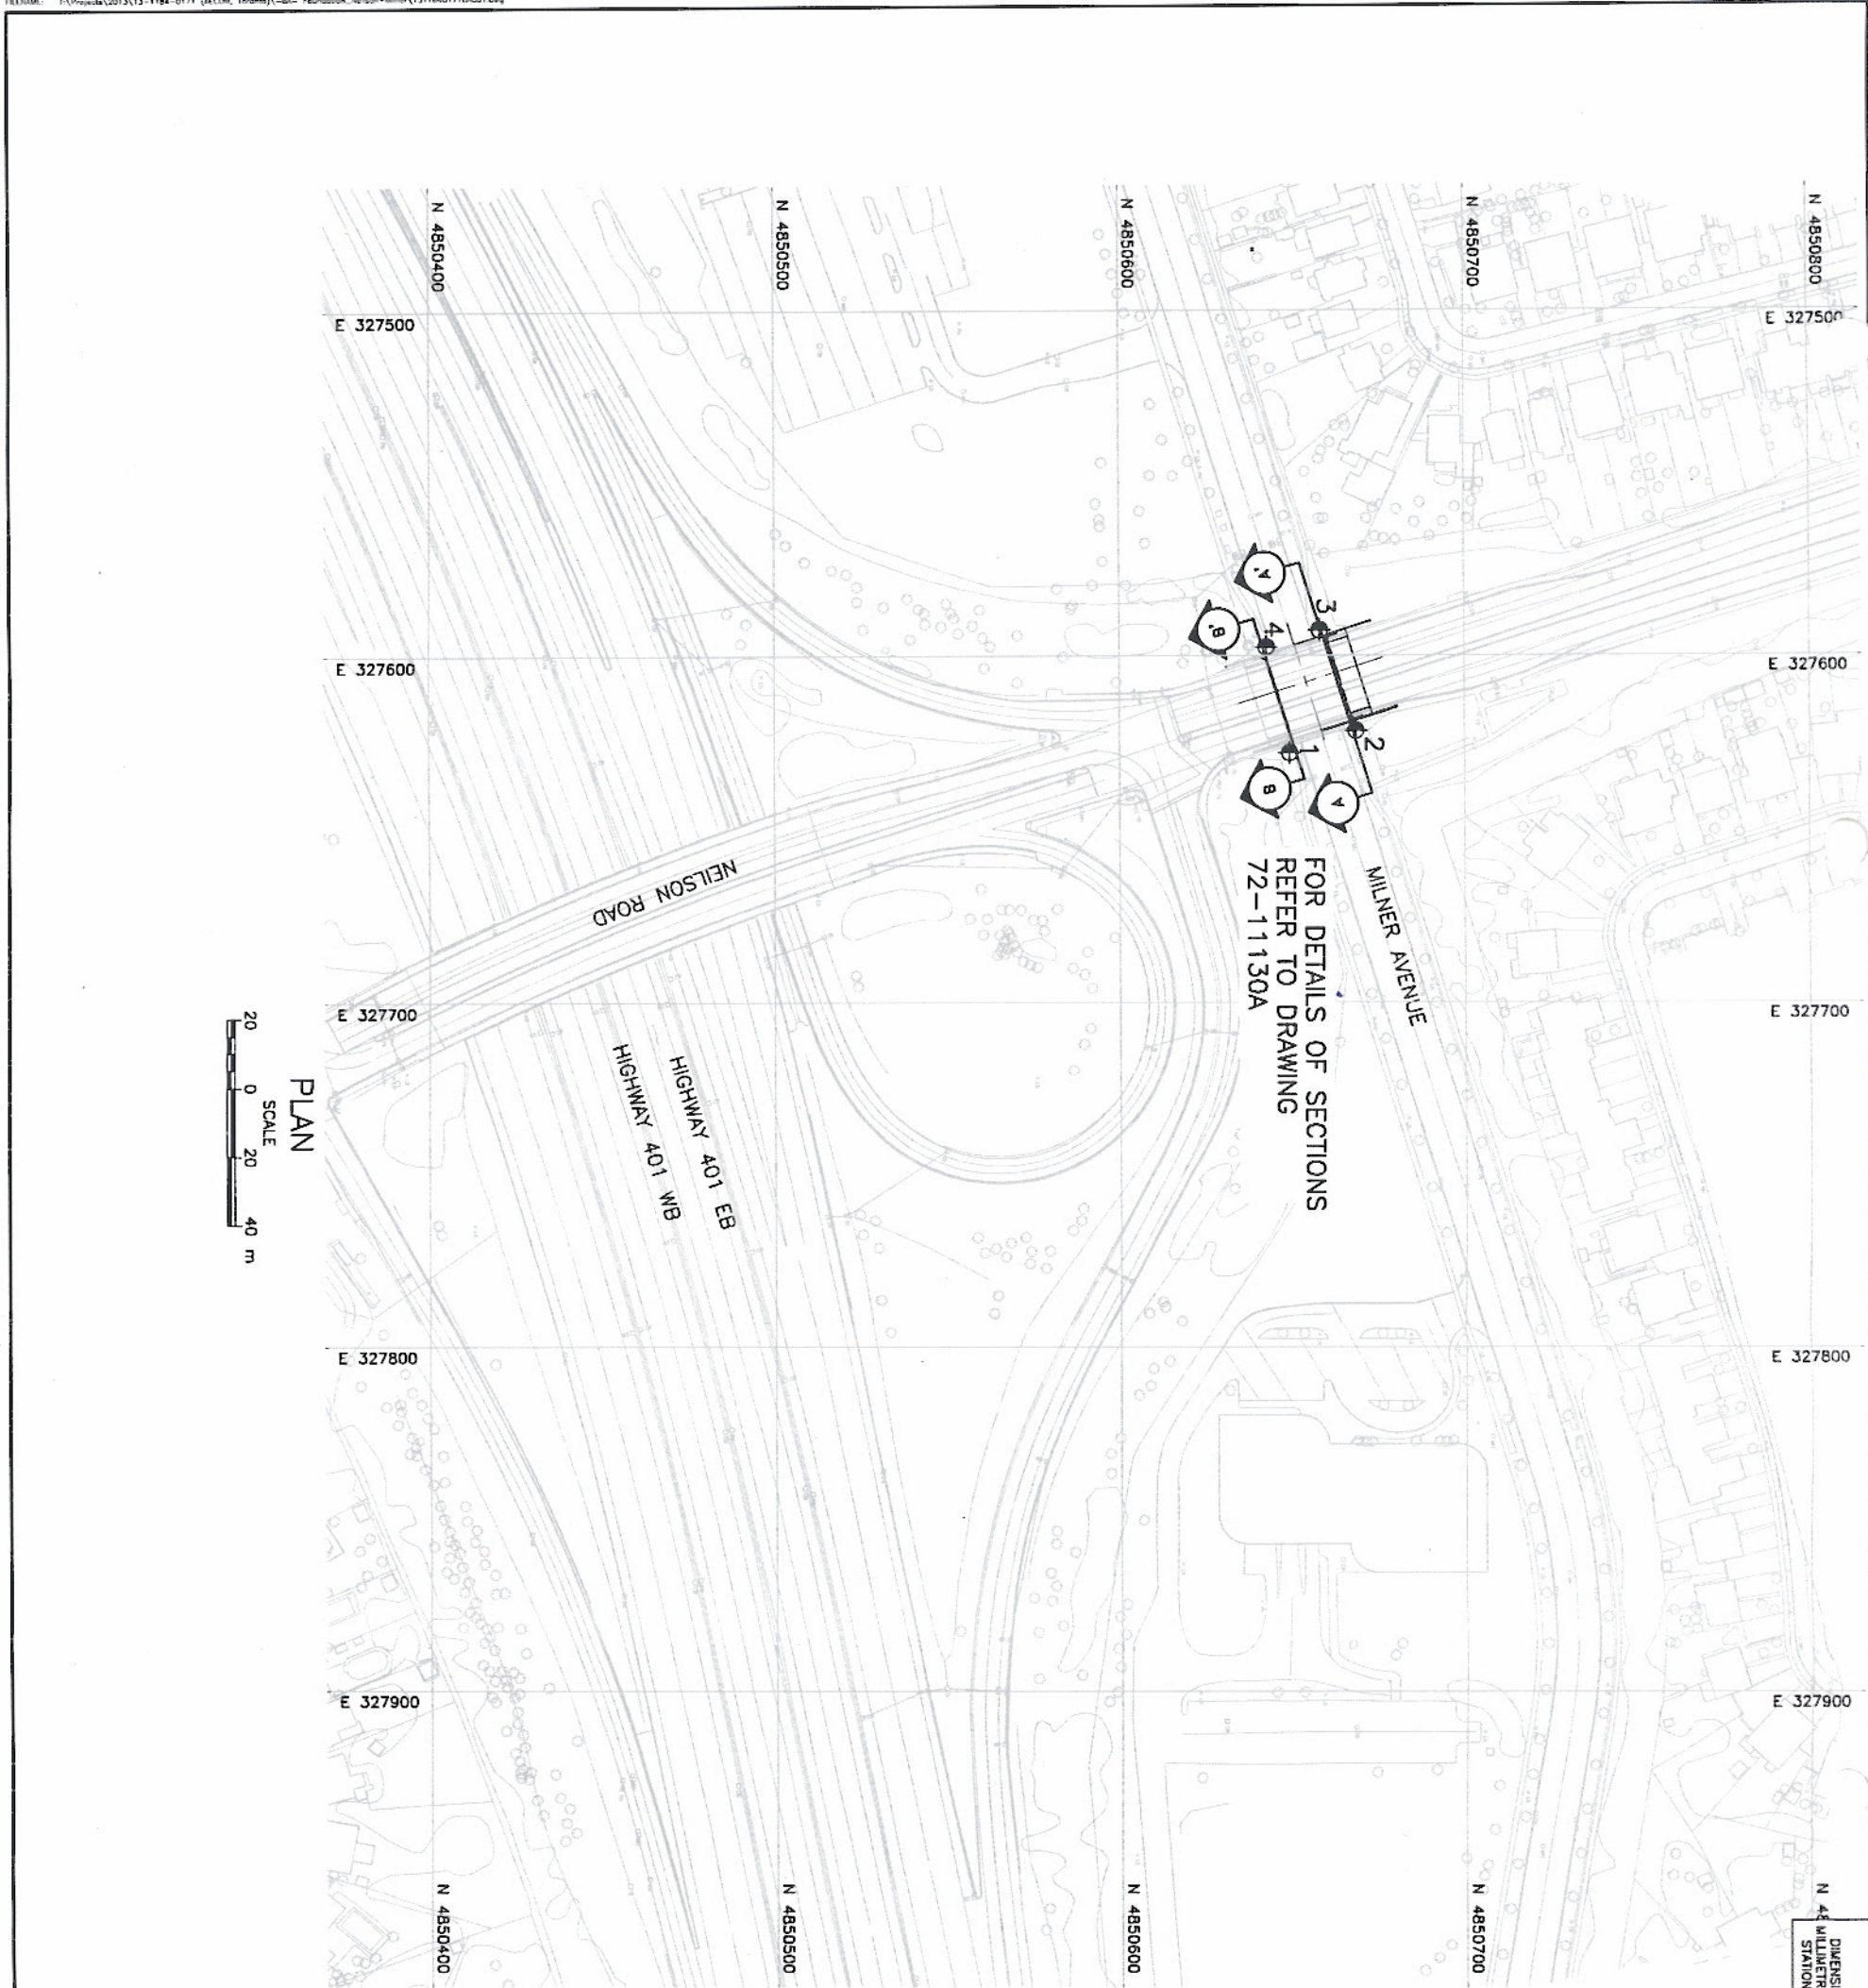 N 4850400
N 4850500
N 4850600
N 4850700
N 4850800
E 327500
E 327500
E 327600
E 327600
E 327700
E 327700
E 327800
E 327800
E 327900
E 327900
A'
B'
3
4
2
1
B
A
MILNER AVENUE
FOR DETAILS OF SECTIONS
REFER TO DRAWING
72-11130A
NEILSON ROAD
HIGHWAY 401 EB
HIGHWAY 401 WB
PLAN
SCALE
20 0 20 40 m
N 4850400
N 4850500
N 4850600
N 4850700
N 48